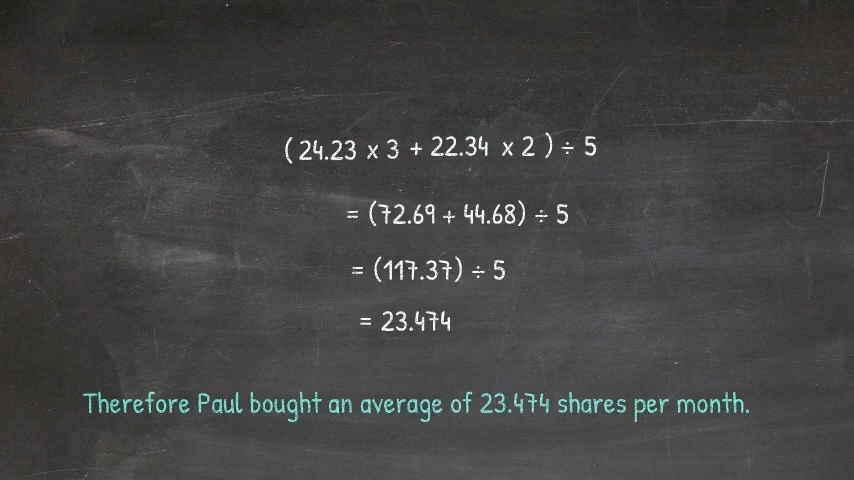 ( 24.23 x 3 + 22.34 x 2 ) ÷ 5
= (72.69 + 44.68) ÷ 5
= (117.37) ÷ 5
= 23.474
Therefore Paul bought an average of 23.474 shares per month.